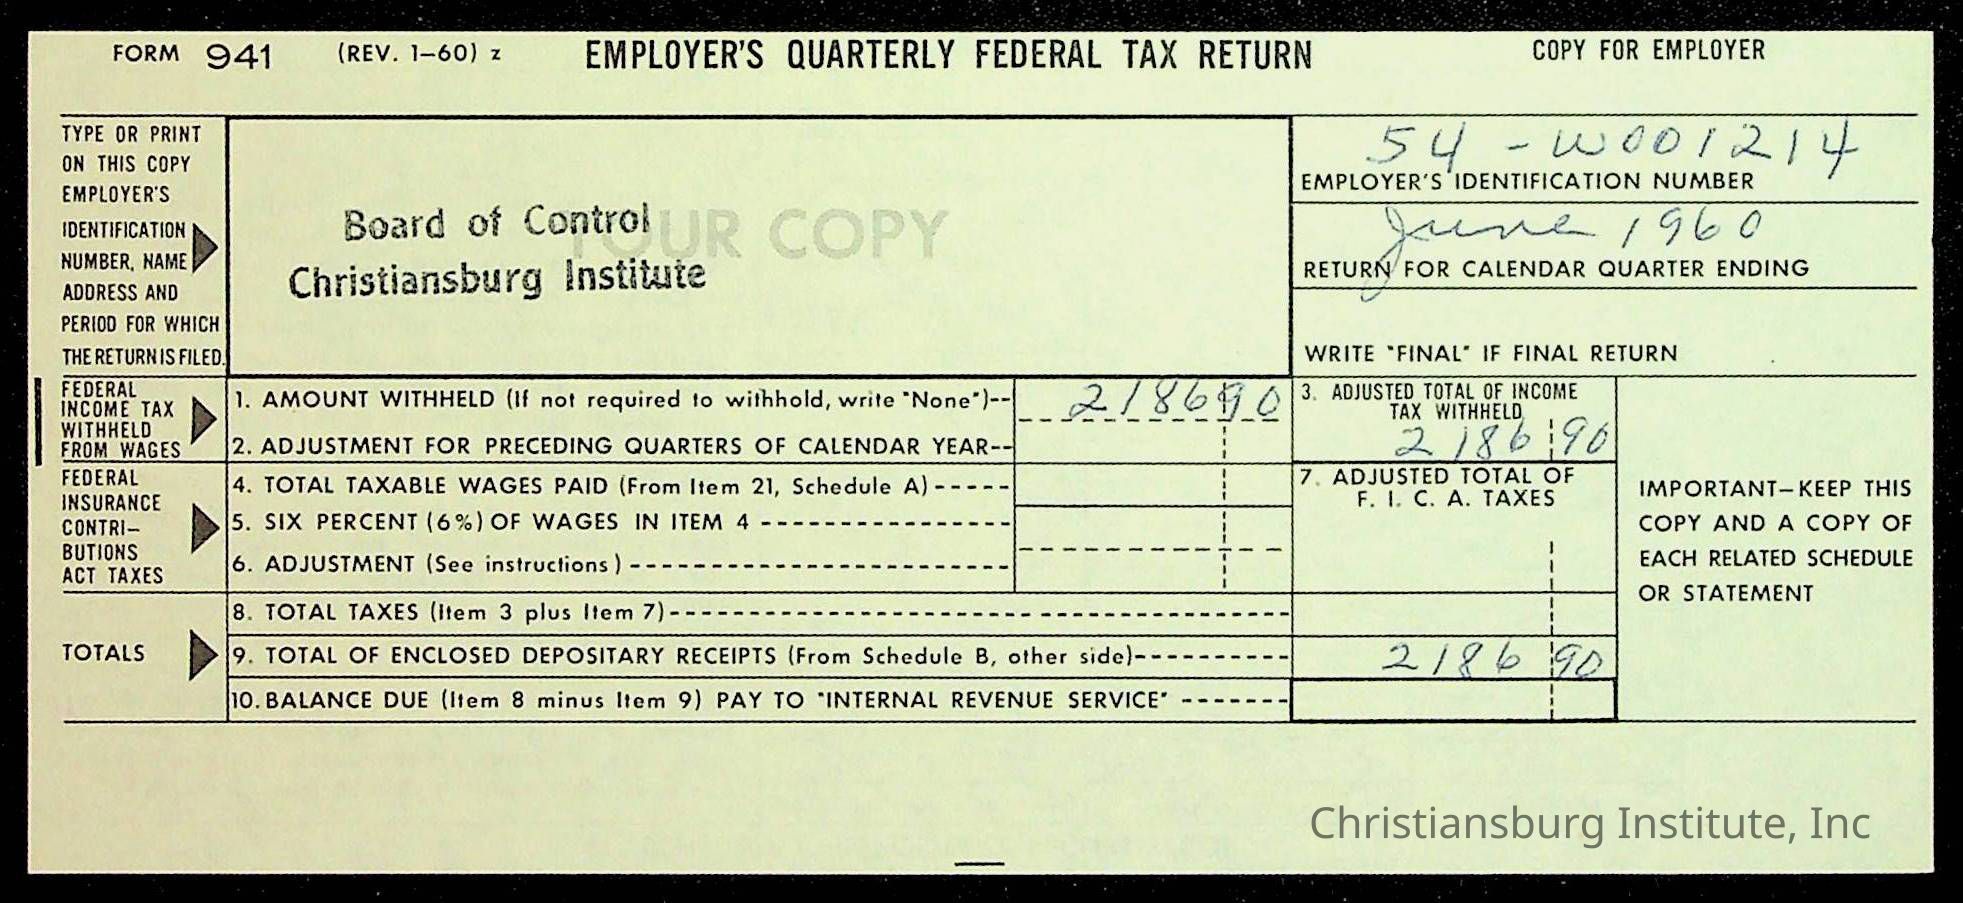 FORM 941 (REV. 1-60) z EMPLOYER'S QUARTERLY FEDERAL TAX RETURN COPY FOR EMPLOYER
TYPE OR PRINT
ON THIS COPY
EMPLOYER'S
IDENTIFICATION
NUMBER, NAME
ADDRESS AND
PERIOD FOR WHICH
THE RETURN IS FILED.
YOUR COPY
Board of Control
Christiansburg Institute
54-W001214
EMPLOYER'S IDENTIFICATION NUMBER
June 1960
RETURN FOR CALENDAR QUARTER ENDING
WRITE "FINAL" IF FINAL RETURN
FEDERAL
INCOME TAX
WITHHELD
FROM WAGES
1. AMOUNT WITHHELD (If not required to withhold, write "None")-- 2186 90
2. ADJUSTMENT FOR PRECEDING QUARTERS OF CALENDAR YEAR--
3. ADJUSTED TOTAL OF INCOME
TAX WITHHELD
2186 90
FEDERAL
INSURANCE
CONTRI-
BUTIONS
ACT TAXES
4. TOTAL TAXABLE WAGES PAID (From Item 21, Schedule A)-----
5. SIX PERCENT (6%) OF WAGES IN ITEM 4 ----------------
6. ADJUSTMENT (See instructions)------------------------
7. ADJUSTED TOTAL OF
F. I. C. A. TAXES
IMPORTANT-KEEP THIS
COPY AND A COPY OF
EACH RELATED SCHEDULE
OR STATEMENT
TOTALS
8. TOTAL TAXES (Item 3 plus Item 7)----------------------------------------
9. TOTAL OF ENCLOSED DEPOSITARY RECEIPTS (From Schedule B, other side)---------- 2186 90
10. BALANCE DUE (Item 8 minus Item 9) PAY TO "INTERNAL REVENUE SERVICE" -------
Christiansburg Institute, Inc